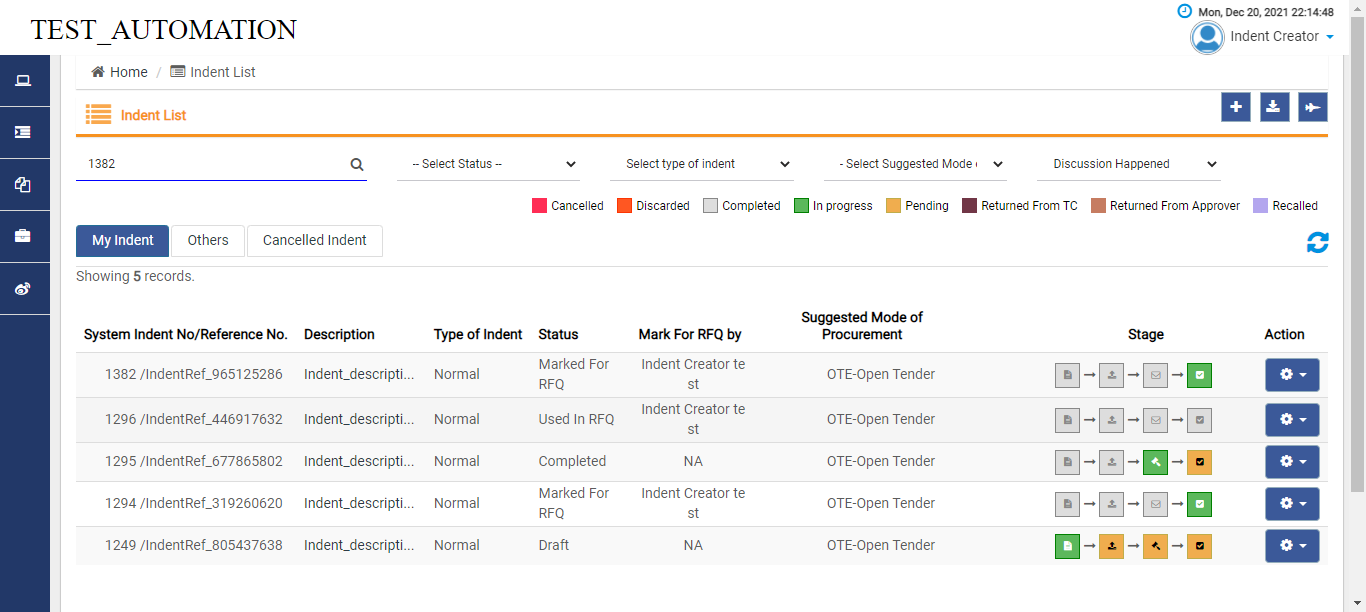 Mon, Dec 20, 2021 22:14:48
TEST_AUTOMATION
Indent Creator
Home / Indent List
Indent List
1382 -- Select Status -- Select type of indent - Select Suggested Mode Discussion Happened
Cancelled Discarded Completed In progress Pending Returned From TC Returned From Approver Recalled
My Indent Others Cancelled Indent
Showing 5 records.
System Indent No/Reference No. Description Type of Indent Status Mark For RFQ by Suggested Mode of Procurement Stage Action
1382 /IndentRef_965125286 Indent_descripti... Normal Marked For RFQ Indent Creator te st OTE-Open Tender
1296 /IndentRef_446917632 Indent_descripti... Normal Used In RFQ Indent Creator te st OTE-Open Tender
1295 /IndentRef_677865802 Indent_descripti... Normal Completed NA OTE-Open Tender
1294 /IndentRef_319260620 Indent_descripti... Normal Marked For RFQ Indent Creator te st OTE-Open Tender
1249 /IndentRef_805437638 Indent_descripti... Normal Draft NA OTE-Open Tender